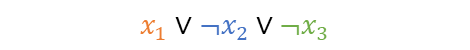 x₁ ∨ ¬x₂ ∨ ¬x₃